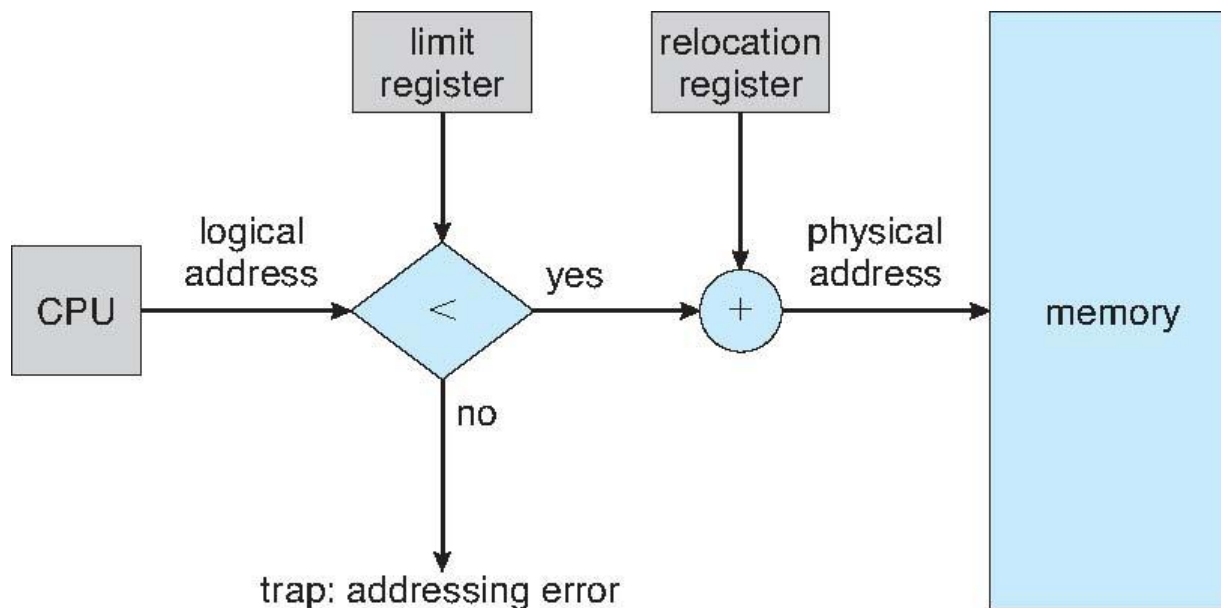 limit
register
relocation
register
logical
address
physical
address
CPU
<
yes
+
memory
no
trap: addressing error